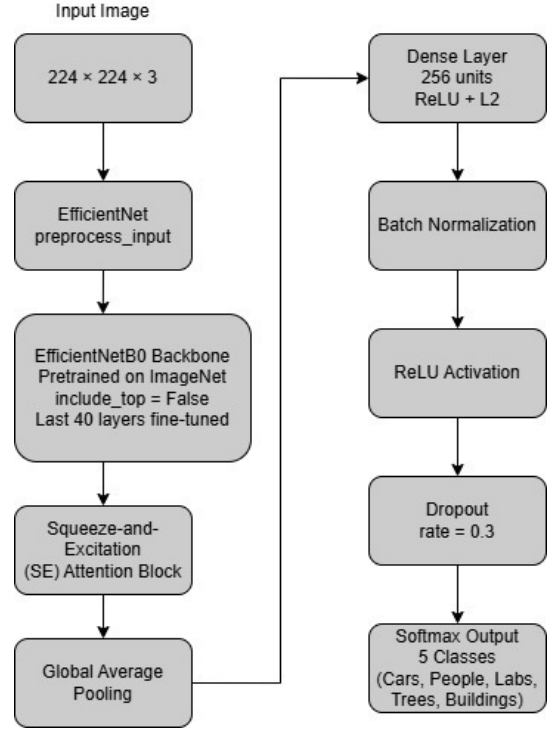 Input Image
224 × 224 × 3
EfficientNet
preprocess_input
EfficientNetB0 Backbone
Pretrained on ImageNet
include_top = False
Last 40 layers fine-tuned
Squeeze-and-
Excitation
(SE) Attention Block
Global Average
Pooling
Dense Layer
256 units
ReLU + L2
Batch Normalization
ReLU Activation
Dropout
rate = 0.3
Softmax Output
5 Classes
(Cars, People, Labs,
Trees, Buildings)